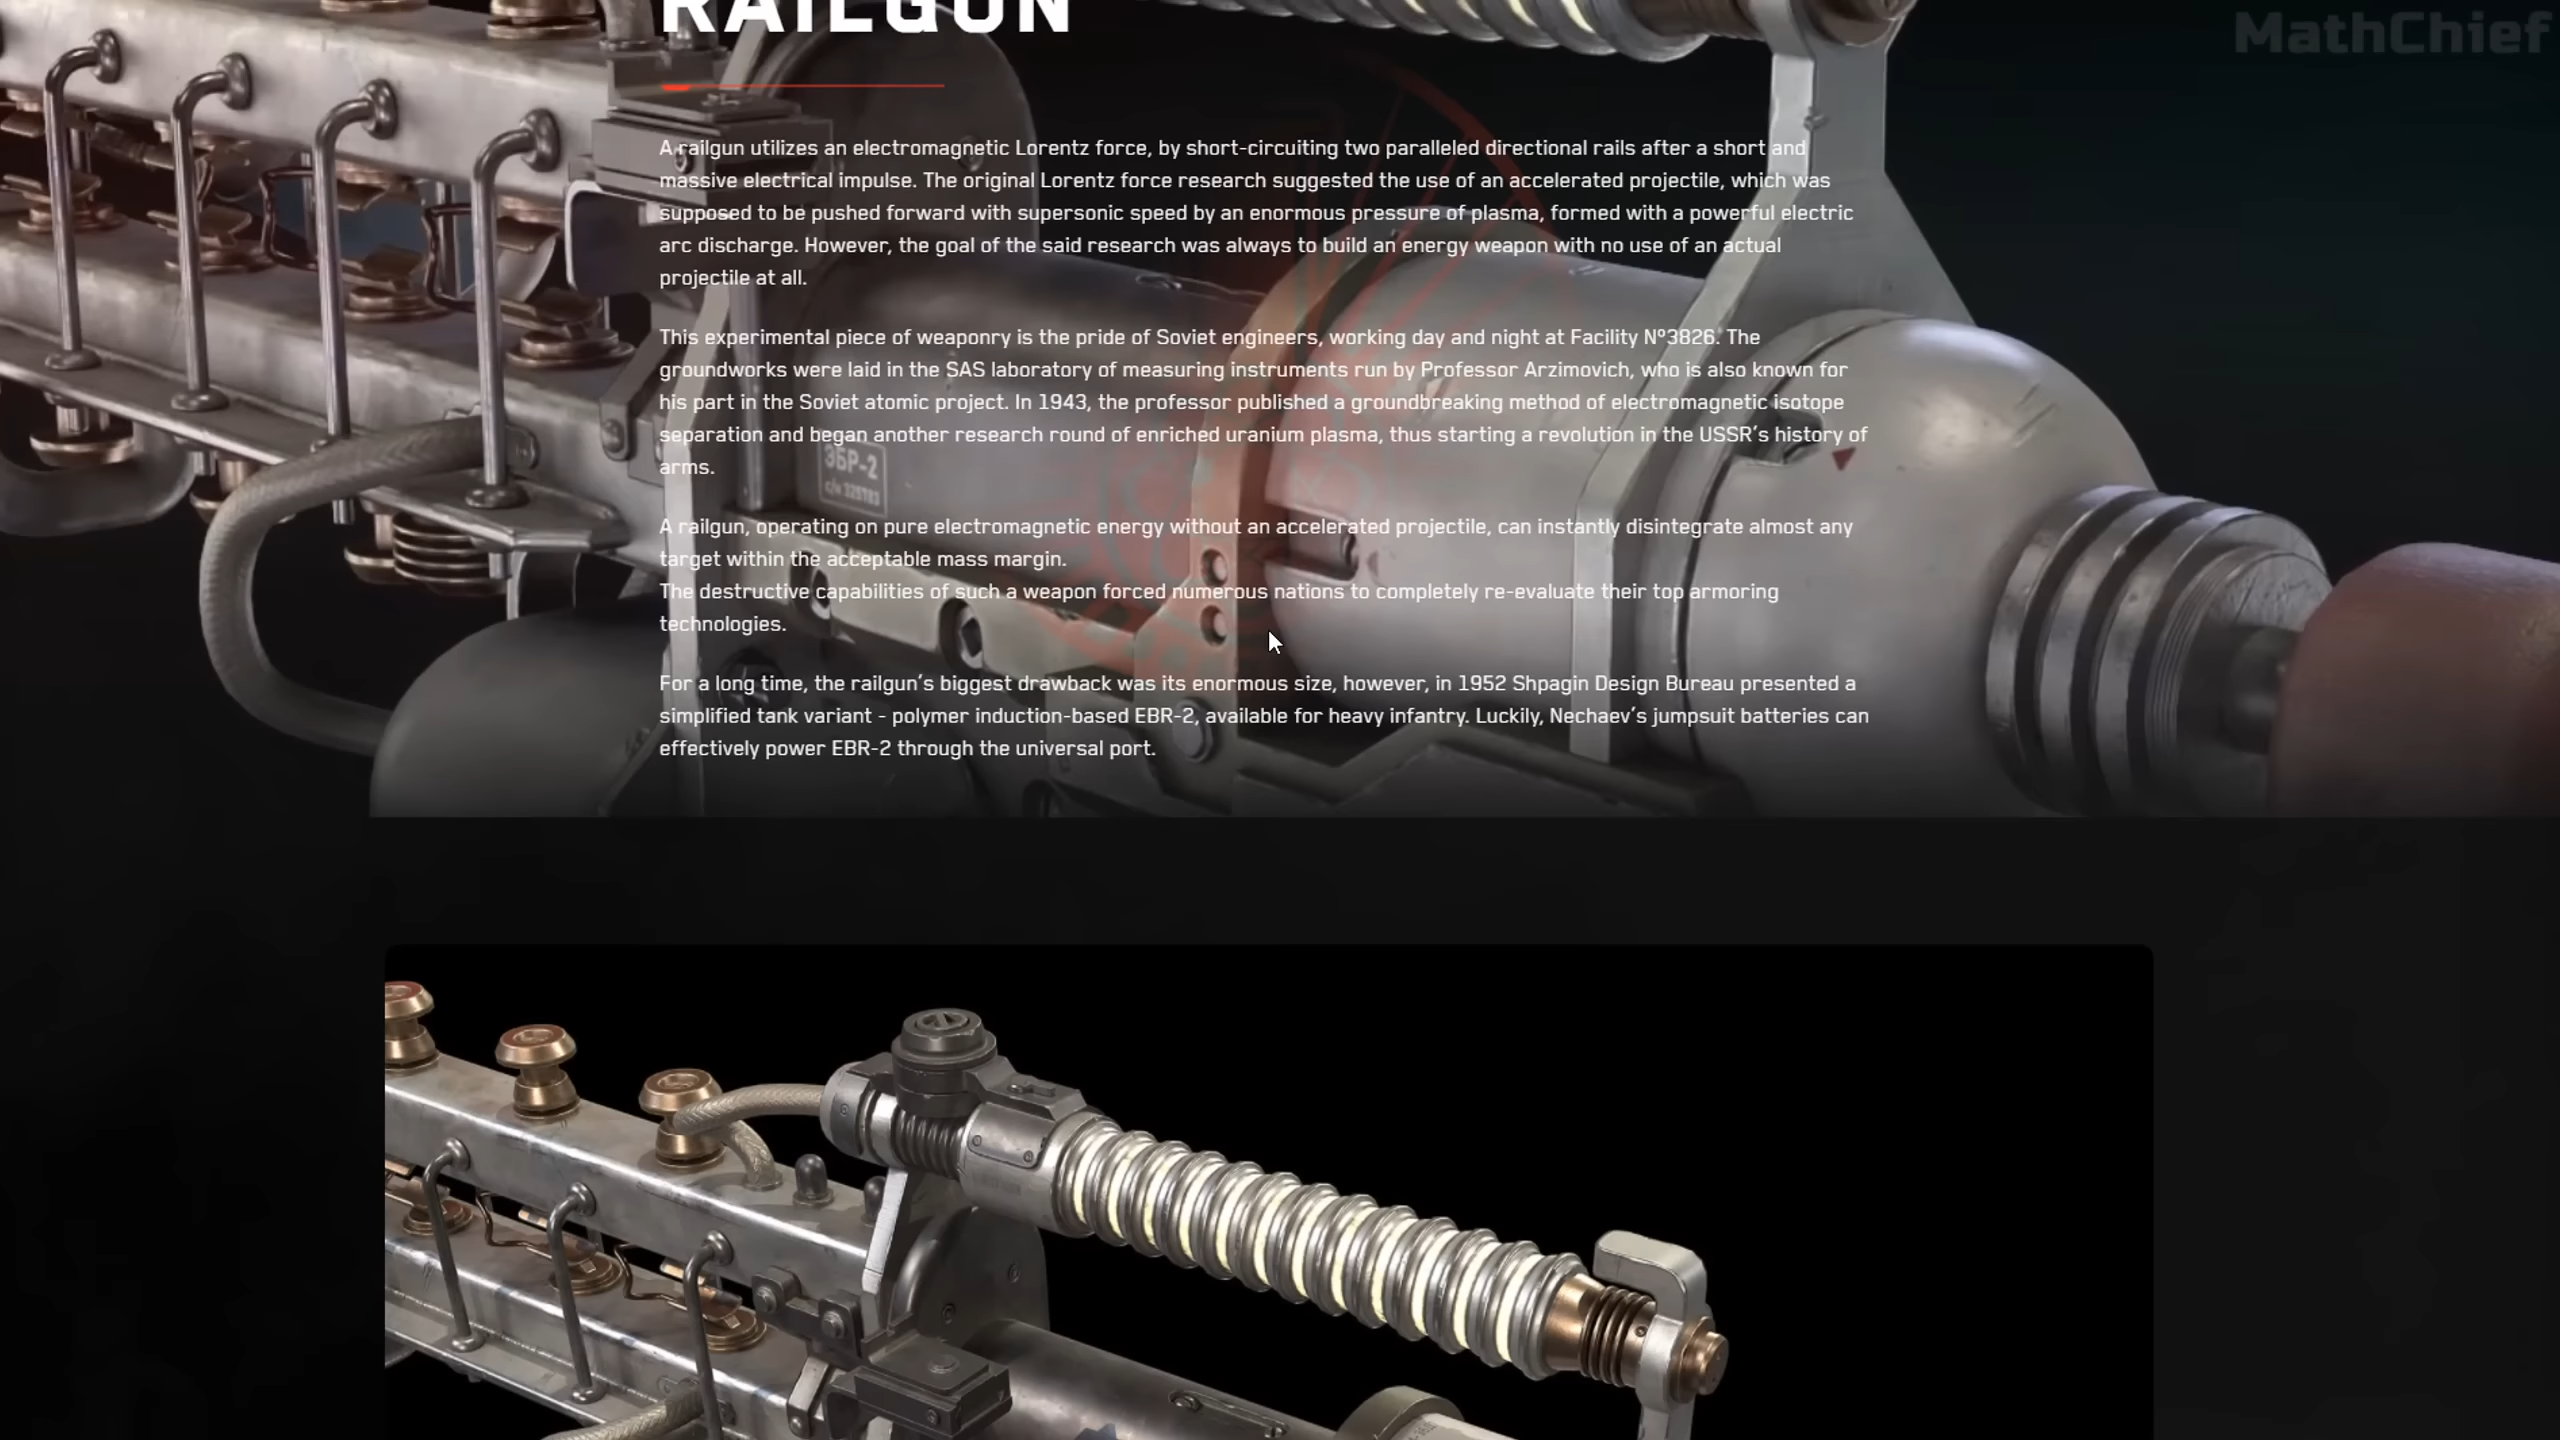 RAILGUN
MathChief
A railgun utilizes an electromagnetic Lorentz force, by short-circuiting two paralleled directional rails after a short and
massive electrical impulse. The original Lorentz force research suggested the use of an accelerated projectile, which was
supposed to be pushed forward with supersonic speed by an enormous pressure of plasma, formed with a powerful electric
arc discharge. However, the goal of the said research was always to build an energy weapon with no use of an actual
projectile at all.
This experimental piece of weaponry is the pride of Soviet engineers, working day and night at Facility №3826. The
groundworks were laid in the SAS laboratory of measuring instruments run by Professor Arzimovich, who is also known for
his part in the Soviet atomic project. In 1943, the professor published a groundbreaking method of electromagnetic isotope
separation and began another research round of enriched uranium plasma, thus starting a revolution in the USSR's history of
arms.
ЭБР-2
A railgun, operating on pure electromagnetic energy without an accelerated projectile, can instantly disintegrate almost any
target within the acceptable mass margin.
The destructive capabilities of such a weapon forced numerous nations to completely re-evaluate their top armoring
technologies.
For a long time, the railgun's biggest drawback was its enormous size, however, in 1952 Shpagin Design Bureau presented a
simplified tank variant - polymer induction-based EBR-2, available for heavy infantry. Luckily, Nechaev's jumpsuit batteries can
effectively power EBR-2 through the universal port.